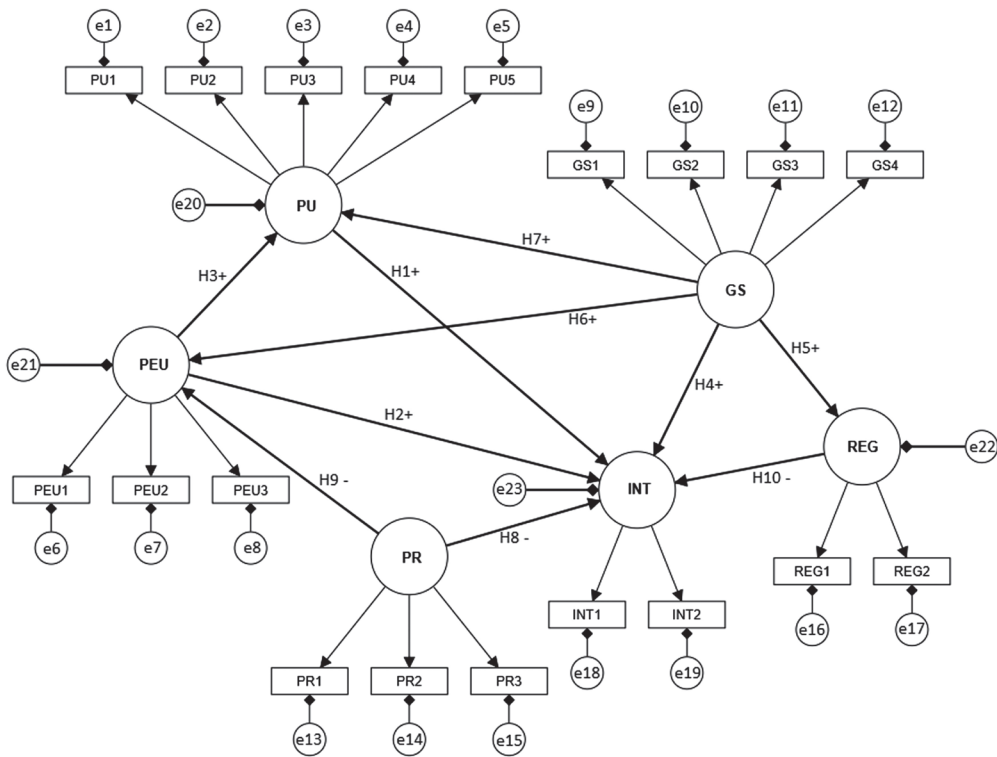 e1
e2
e3
e4
e5
PU1
PU2
PU3
PU4
PU5
e9
e10
e11
e12
GS1
GS2
GS3
GS4
e20
PU
H7+
H3+
H1+
GS
H6+
e21
PEU
H5+
H4+
H2+
REG
e22
PEU1
PEU2
PEU3
H9 -
e23
INT
H10 -
e6
e7
e8
PR
H8 -
REG1
REG2
INT1
INT2
e16
e17
PR1
PR2
PR3
e18
e19
e13
e14
e15